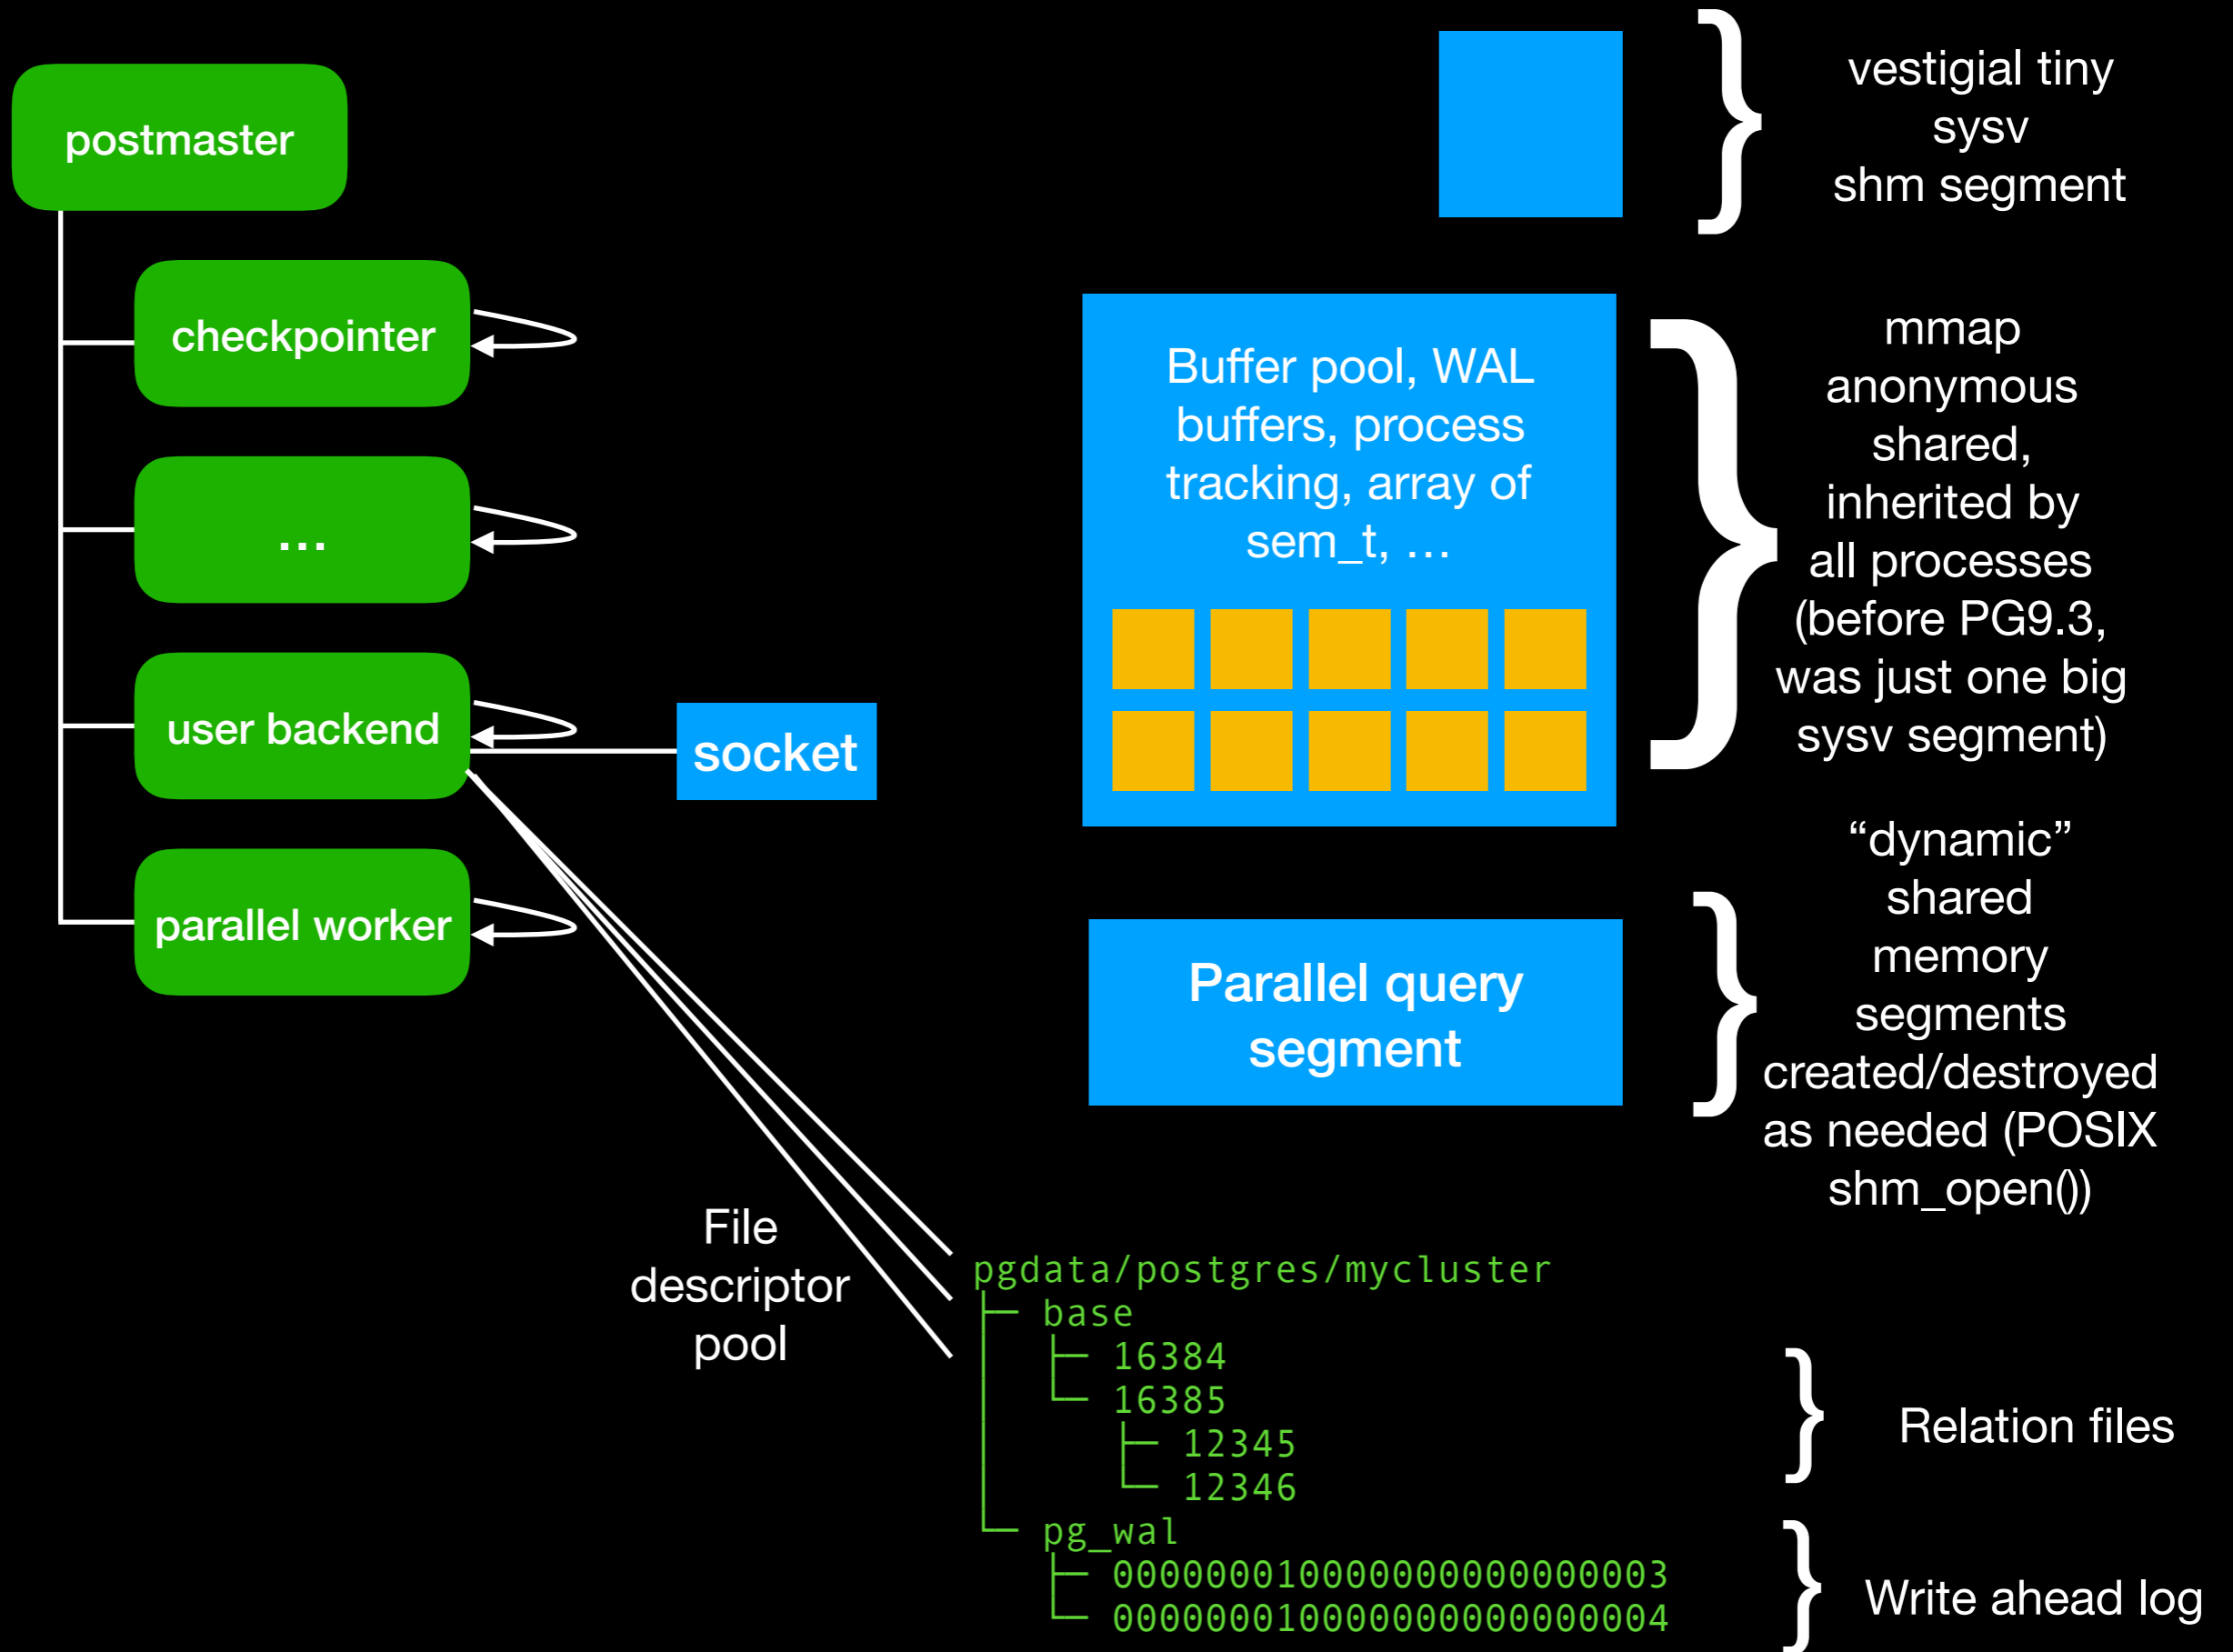 postmaster
checkpointer
...
user backend
parallel worker
socket
vestigial tiny
sysv
shm segment
Buffer pool, WAL
buffers, process
tracking, array of
sem_t, …
mmap
anonymous
shared,
inherited by
all processes
(before PG9.3,
was just one big
sysv segment)
Parallel query
segment
“dynamic”
shared
memory
segments
created/destroyed
as needed (POSIX
shm_open())
File
descriptor
pool
pgdata/postgres/mycluster
├── base
│   ├── 16384
│   └── 16385
│       ├── 12345
│       └── 12346
└── pg_wal
    ├── 000000010000000000000003
    └── 000000010000000000000004
Relation files
Write ahead log